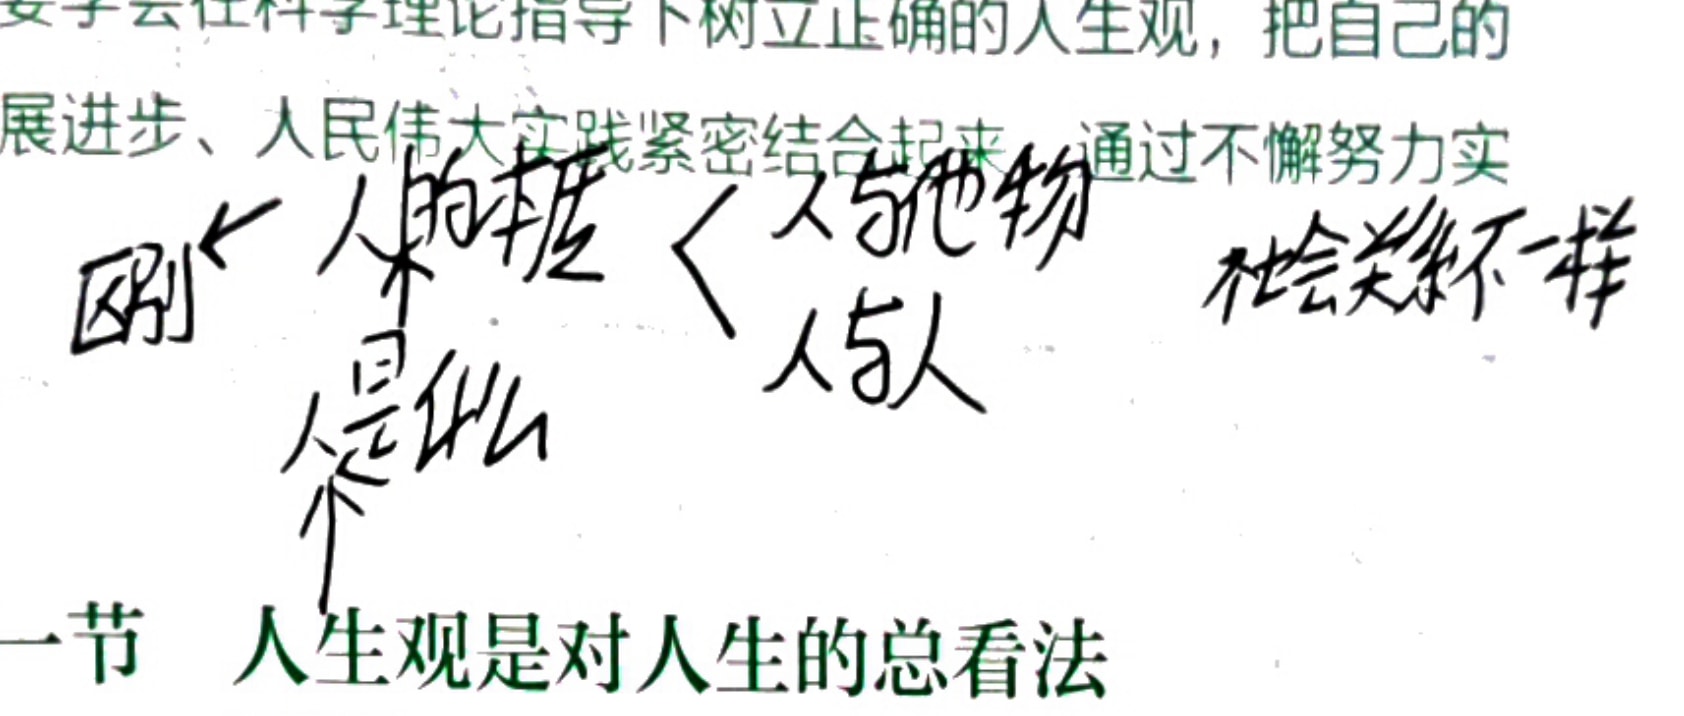 要学会在科学理论指导下树立正确的人生观，把自己的
展进步、人民伟大实践紧密结合起来，通过不懈努力实
区别 ← 人的本质 < 人与他物 社会关系不一样
人与人
人是什么
一节 人生观是对人生的总看法